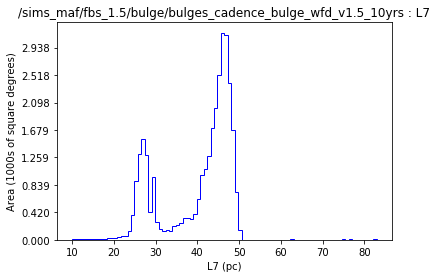 /sims_maf/fbs_1.5/bulge/bulges_cadence_bulge_wfd_v1.5_10yrs : L7
2.938
2.518
2.098
1.679
1.259
0.839
0.420
0.000
Area (1000s of square degrees)
10 20 30 40 50 60 70 80
L7 (pc)